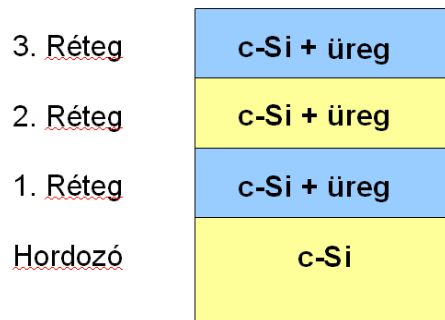 3. Réteg c-Si + üreg
2. Réteg c-Si + üreg
1. Réteg c-Si + üreg
Hordozó c-Si